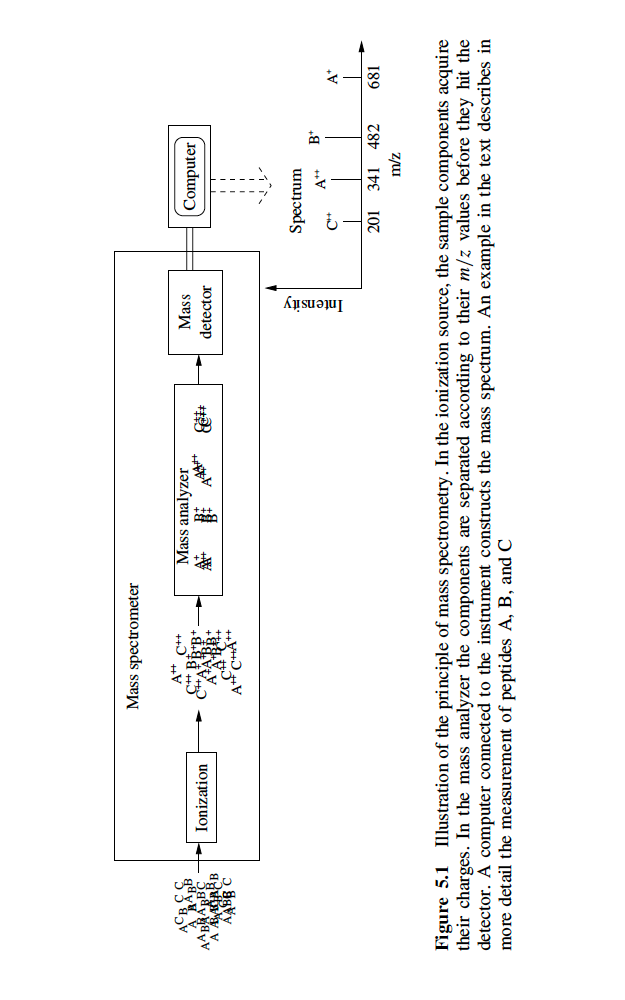 Mass spectrometer
Ionization
Mass analyzer
A⁺
B⁺
A⁺⁺
C⁺⁺
Mass
detector
Computer
Intensity
Spectrum
C⁺⁺
A⁺⁺
B⁺
A⁺
201 341 482 681
m/z
Figure 5.1 Illustration of the principle of mass spectrometry. In the ionization source, the sample components acquire
their charges. In the mass analyzer the components are separated according to their m/z values before they hit the
detector. A computer connected to the instrument constructs the mass spectrum. An example in the text describes in
more detail the measurement of peptides A, B, and C